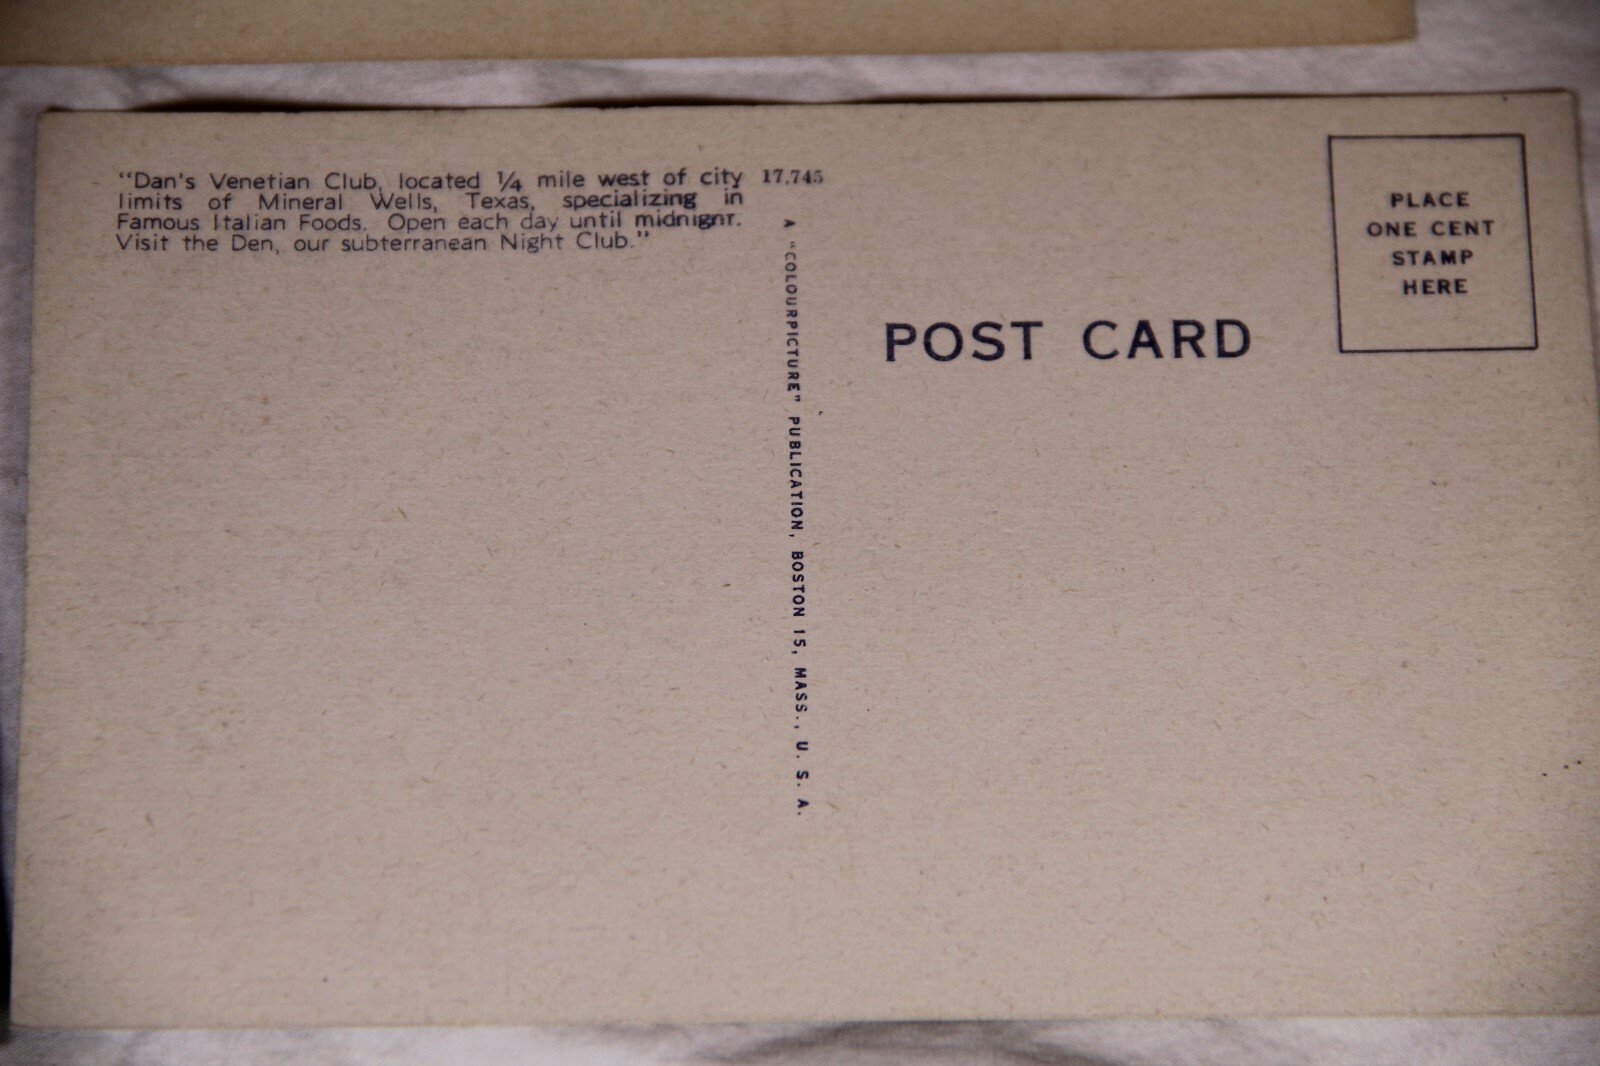 “Dan's Venetian Club, located ¼ mile west of city
limits of Mineral Wells, Texas, specializing in
Famous Italian Foods. Open each day until midnight.
Visit the Den, our subterranean Night Club.”
17,745
A “COLOURPICTURE” PUBLICATION, BOSTON 15, MASS., U. S. A.
POST CARD
PLACE
ONE CENT
STAMP
HERE